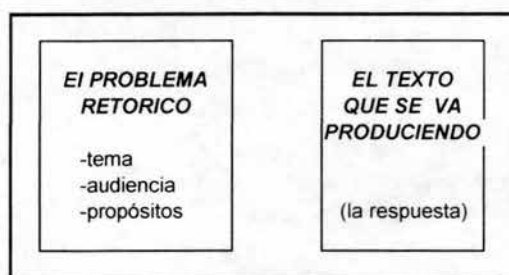 El PROBLEMA
RETORICO
-tema
-audiencia
-propósitos
EL TEXTO
QUE SE VA
PRODUCIENDO
(la respuesta)